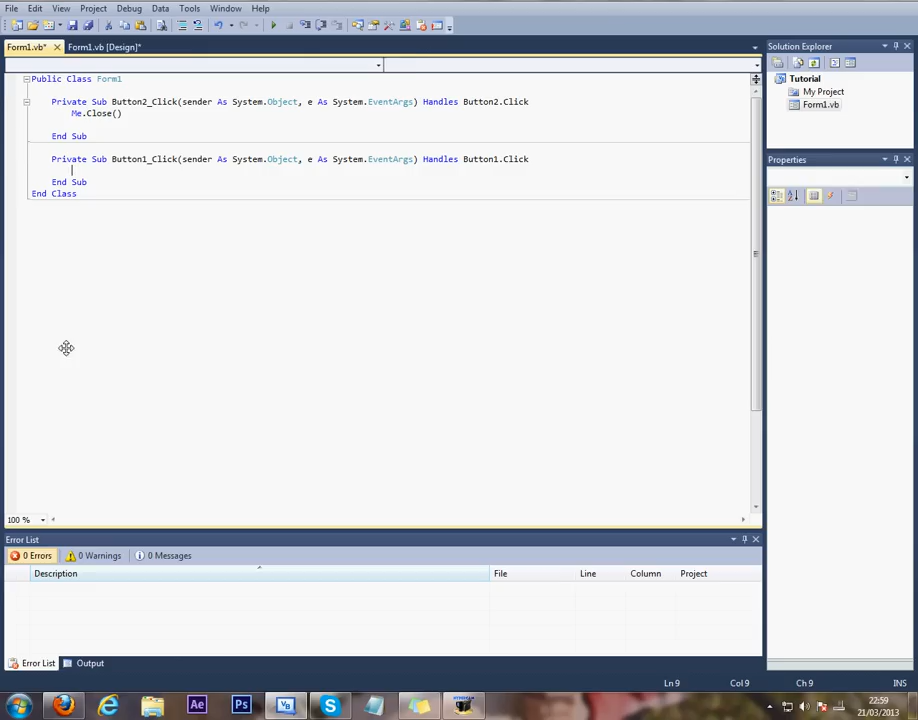 File Edit View Project Debug Data Tools Window Help
Form1.vb* Form1.vb [Design]*
Solution Explorer
Public Class Form1
Tutorial
My Project
Private Sub Button2_Click(sender As System.Object, e As System.EventArgs) Handles Button2.Click
Form1.vb
Me.Close()
End Sub
Private Sub Button1_Click(sender As System.Object, e As System.EventArgs) Handles Button1.Click
Properties
End Sub
End Class
100 %
Error List
0 Errors 0 Warnings 0 Messages
Description File Line Column Project
Error List Output
Ln 9 Col 9 Ch 9 INS
Ae Ps VB
22:59
21/03/2013